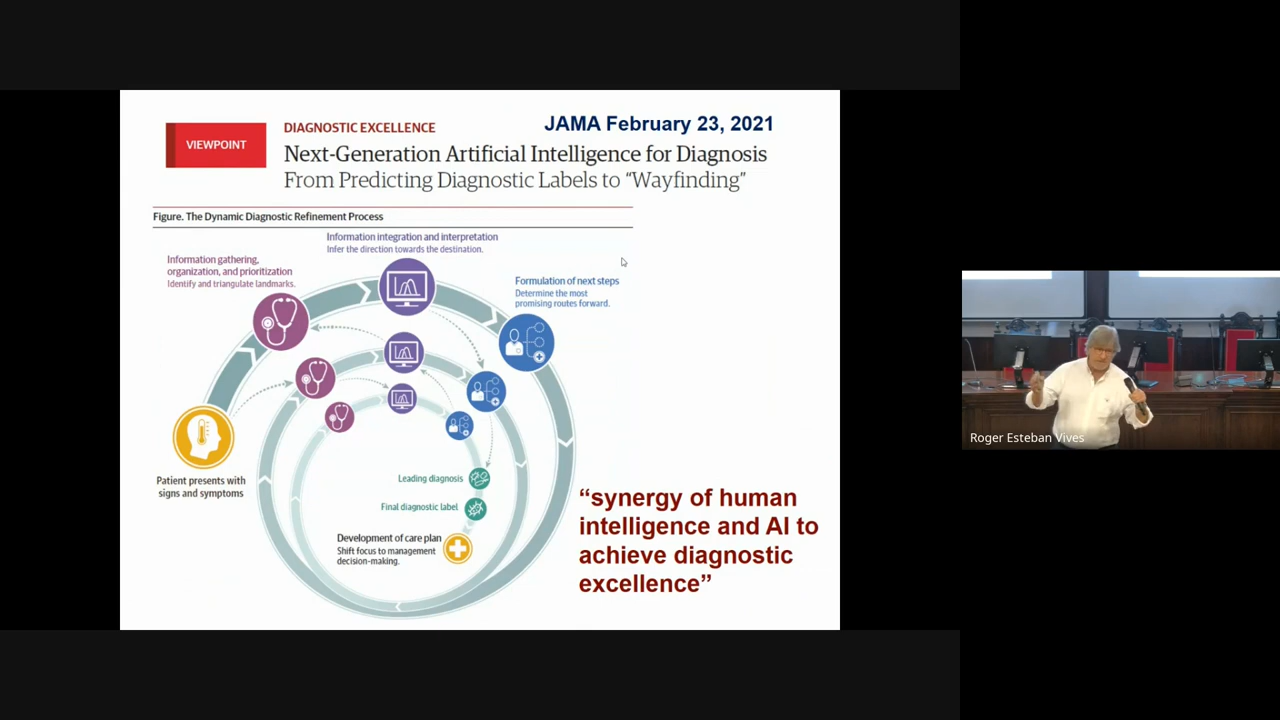 VIEWPOINT
DIAGNOSTIC EXCELLENCE
JAMA February 23, 2021
Next-Generation Artificial Intelligence for Diagnosis
From Predicting Diagnostic Labels to “Wayfinding”
Figure. The Dynamic Diagnostic Refinement Process
Information integration and interpretation
Infer the direction towards the destination.
Information gathering,
organization, and prioritization
Identify and triangulate landmarks.
Formulation of next steps
Determine the most
promising routes forward.
Patient presents with
signs and symptoms
Leading diagnosis
Final diagnostic label
Development of care plan
Shift focus to management
decision-making.
“synergy of human
intelligence and AI to
achieve diagnostic
excellence”
Roger Esteban Vives